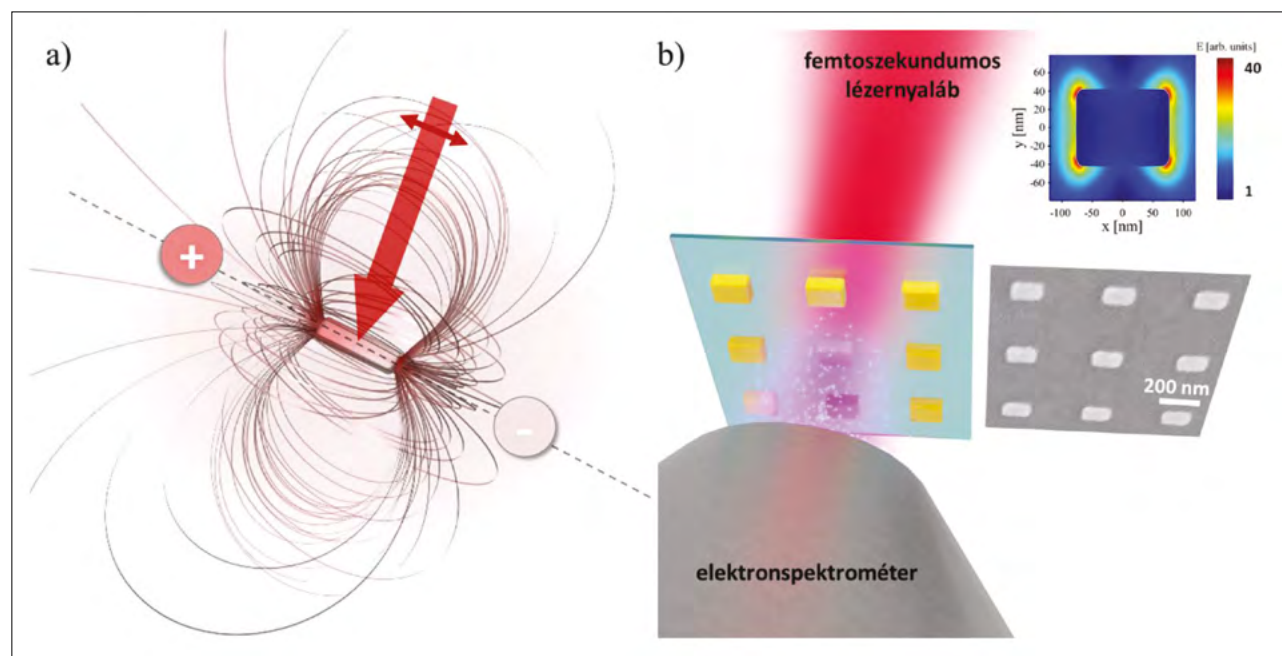 a)
+
-
b)
femtoszekundumos
lézernyaláb
E [arb. units]
40
1
y [nm]
80
60
40
20
0
-20
-40
-60
-100
-50
0
50
100
x [nm]
200 nm
elektronspektrométer